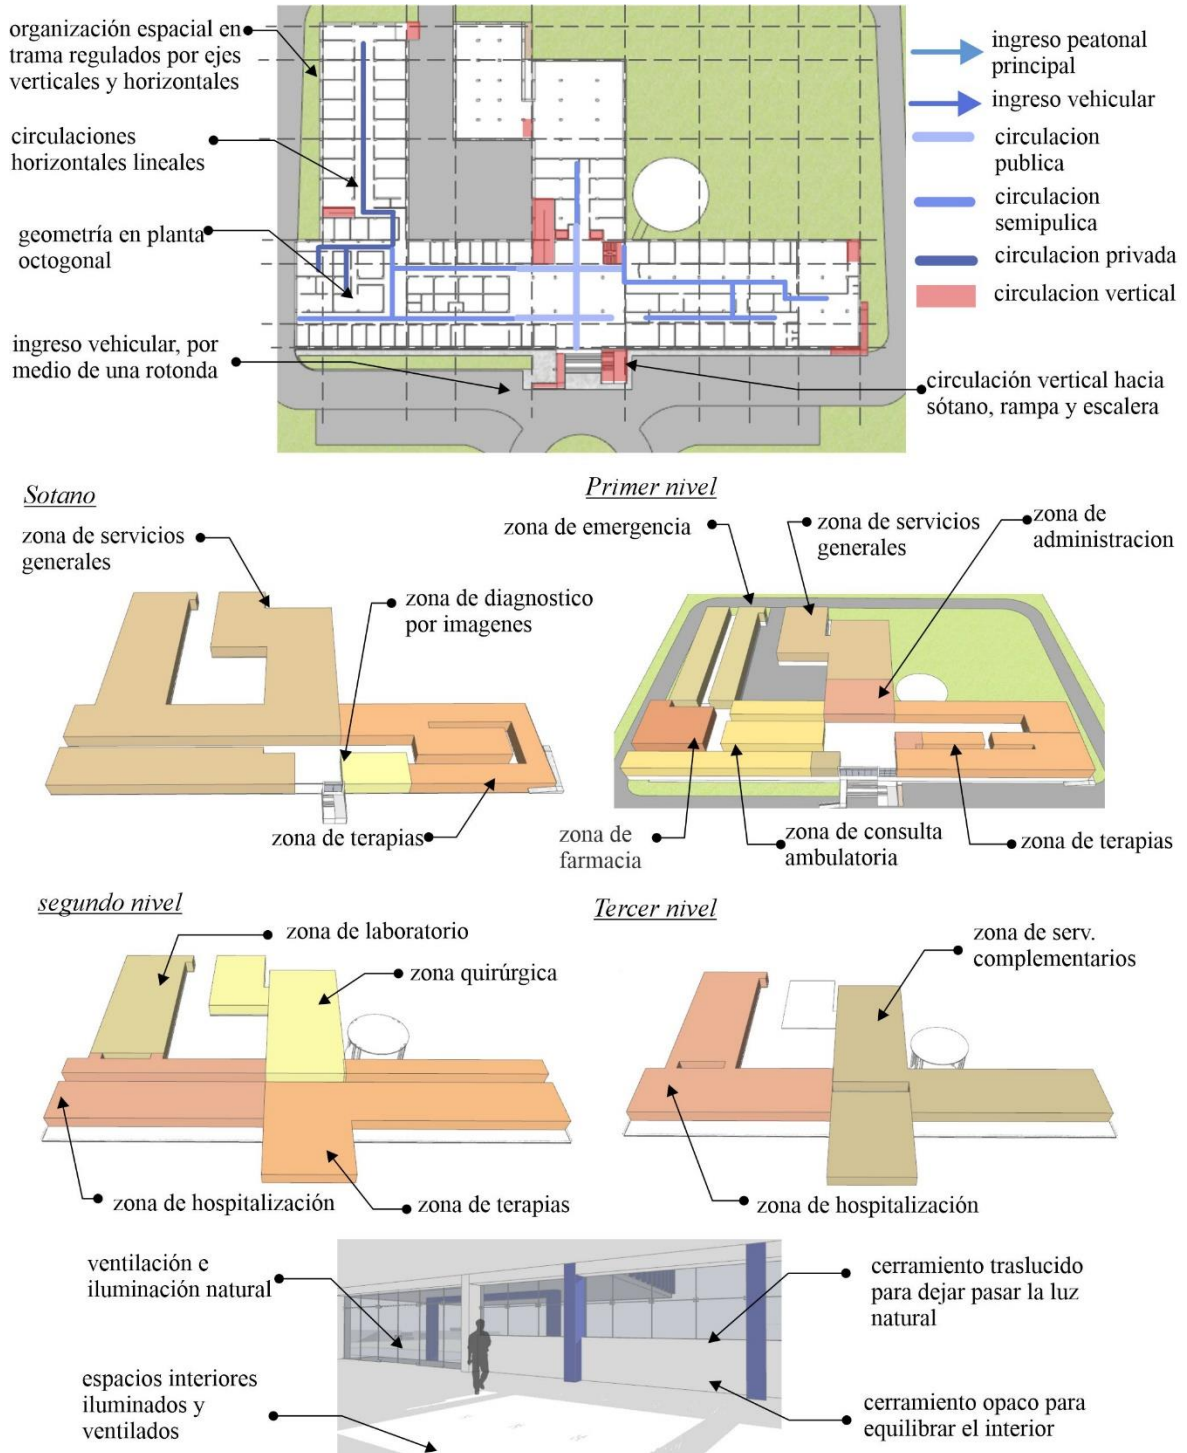 organización espacial en
trama regulados por ejes
verticales y horizontales
circulaciones
horizontales lineales
geometría en planta
octogonal
ingreso vehicular, por
medio de una rotonda
ingreso peatonal
principal
ingreso vehicular
circulacion
publica
circulacion
semipulica
circulacion privada
circulacion vertical
circulación vertical hacia
sótano, rampa y escalera
Sotano
zona de servicios
generales
zona de diagnostico
por imagenes
zona de terapias
Primer nivel
zona de emergencia
zona de servicios
generales
zona de
administracion
zona de
farmacia
zona de consulta
ambulatoria
zona de terapias
segundo nivel
zona de laboratorio
zona quirúrgica
zona de hospitalización
zona de terapias
Tercer nivel
zona de serv.
complementarios
zona de hospitalización
ventilación e
iluminación natural
espacios interiores
iluminados y
ventilados
cerramiento traslucido
para dejar pasar la luz
natural
cerramiento opaco para
equilibrar el interior